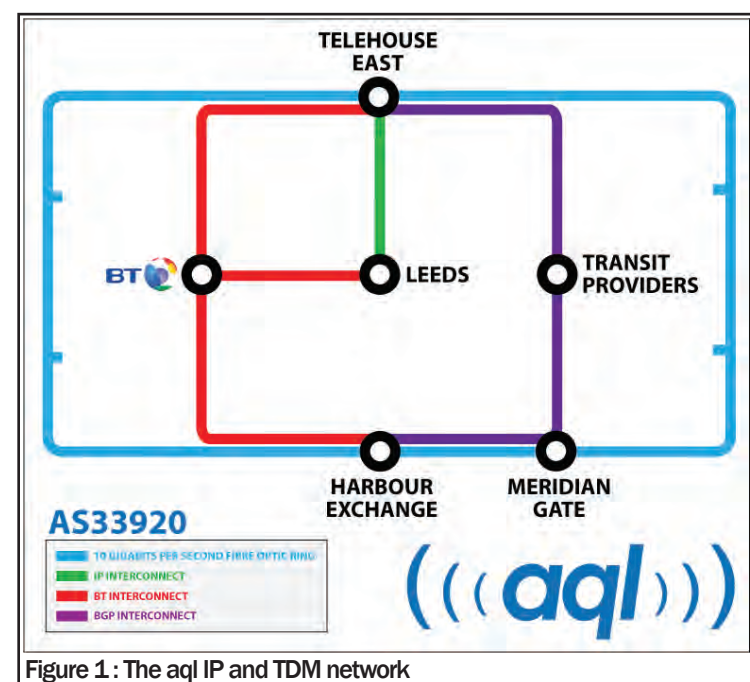 TELEHOUSE
EAST
BT
LEEDS
TRANSIT
PROVIDERS
HARBOUR
EXCHANGE
MERIDIAN
GATE
AS33920
10 GIGABITS PER SECOND FIBRE OPTIC RING
IP INTERCONNECT
BT INTERCONNECT
BGP INTERCONNECT
(((aql)))
Figure 1 : The aql IP and TDM network